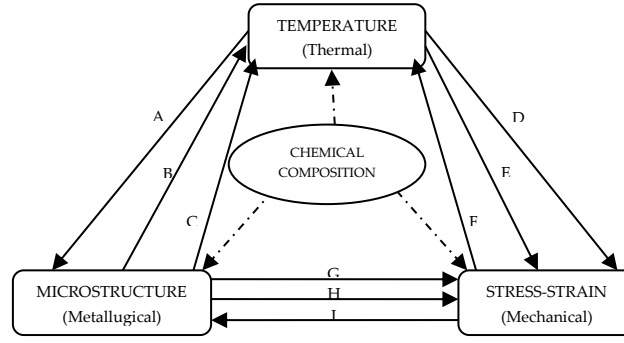 TEMPERATURE
(Thermal)
A
D
B
E
CHEMICAL
COMPOSITION
C
F
G
MICROSTRUCTURE
(Metallugical)
H
STRESS-STRAIN
(Mechanical)
I